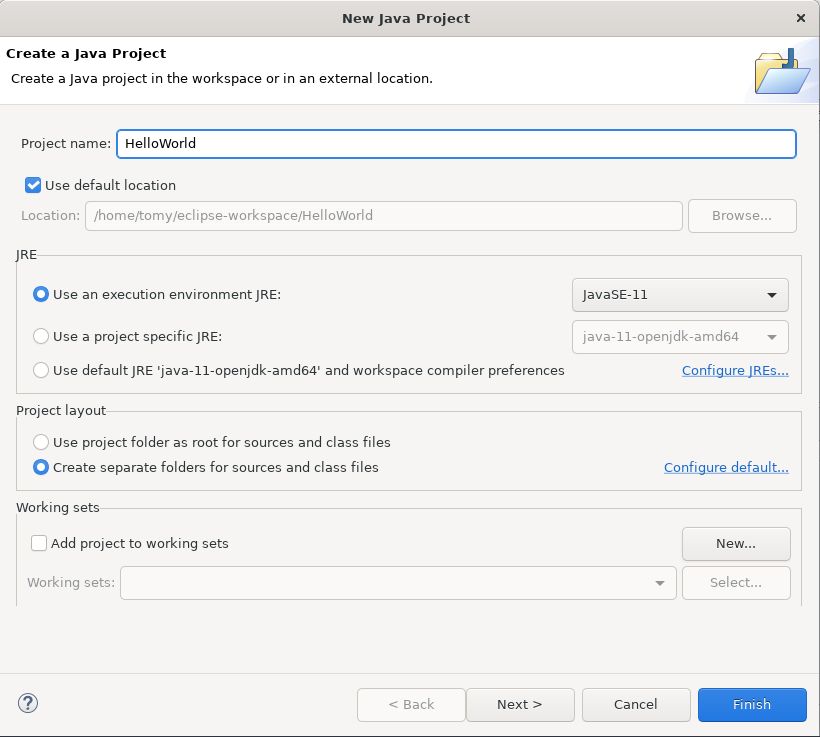 New Java Project
Create a Java Project
Create a Java project in the workspace or in an external location.
Project name: HelloWorld
Use default location
Location: /home/tomy/eclipse-workspace/HelloWorld Browse...
JRE
Use an execution environment JRE: JavaSE-11
Use a project specific JRE: java-11-openjdk-amd64
Use default JRE 'java-11-openjdk-amd64' and workspace compiler preferences Configure JREs...
Project layout
Use project folder as root for sources and class files
Create separate folders for sources and class files Configure default...
Working sets
Add project to working sets New...
Working sets: Select...
? < Back Next > Cancel Finish